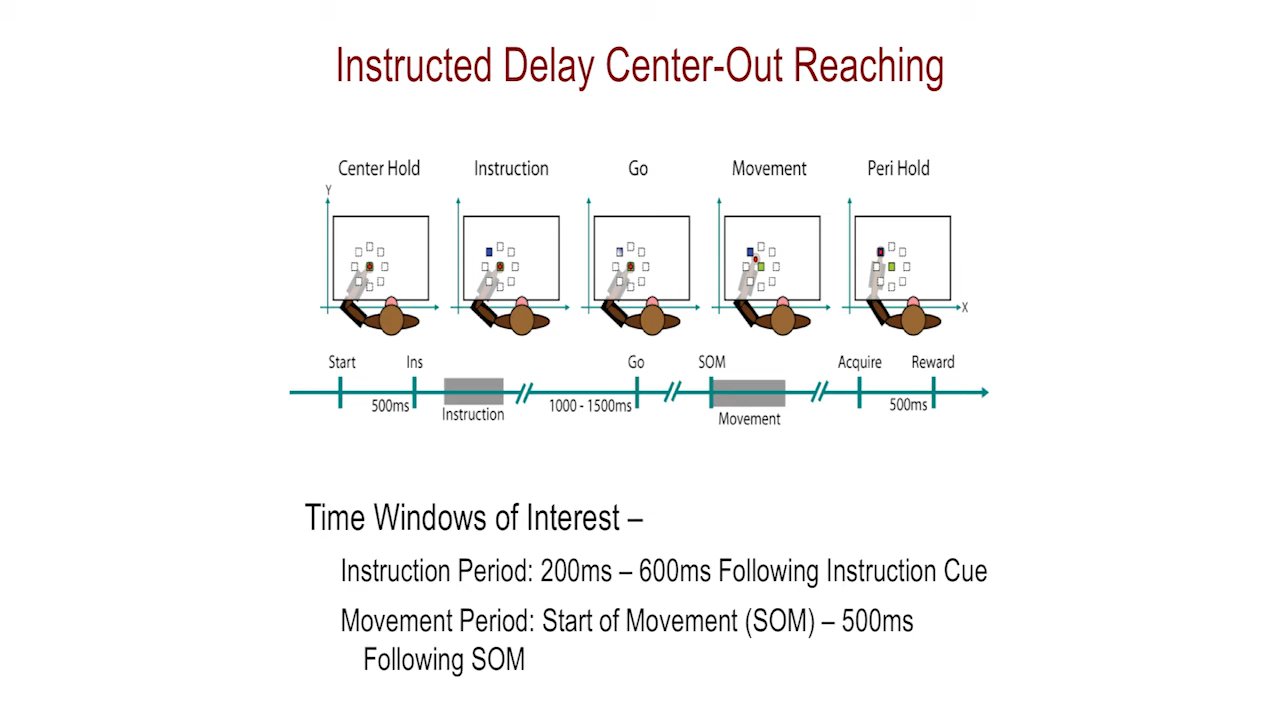 Instructed Delay Center-Out Reaching
Center Hold
Instruction
Go
Movement
Peri Hold
Y
X
Start
Ins
Go
SOM
Acquire
Reward
500ms
Instruction
1000 - 1500ms
Movement
500ms
Time Windows of Interest –
Instruction Period: 200ms – 600ms Following Instruction Cue
Movement Period: Start of Movement (SOM) – 500ms
Following SOM